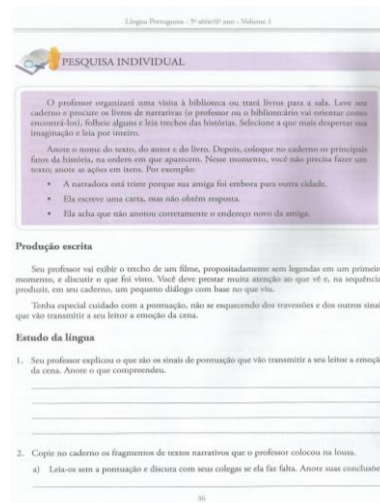 Língua Portuguesa - 5ª série/6º ano - Volume 1
PESQUISA INDIVIDUAL
O professor organizará uma visita à biblioteca ou trará livros para a sala. Leve seu
caderno e procure os livros de narrativas (o professor ou o bibliotecário vai orientar como
encontrá-los), folheie alguns e leia trechos das histórias. Selecione a que mais despertar sua
imaginação e leia por inteiro.
Anote o nome do texto, do autor e do livro. Depois, coloque no caderno os principais
fatos da história, na ordem em que aparecem. Nesse momento, você não precisa fazer um
texto; anote as ações em itens. Por exemplo:
• A narradora está triste porque sua amiga foi embora para outra cidade.
• Ela escreve uma carta, mas não obtém resposta.
• Ela acha que não anotou corretamente o endereço novo da amiga.
Produção escrita
Seu professor vai exibir o trecho de um filme, propositadamente sem legendas em um primeir
momento, e discutir o que foi visto. Você deve prestar muita atenção ao que vê e, na sequência
produzir, em seu caderno, um pequeno diálogo com base no que viu.
Tenha especial cuidado com a pontuação, não se esquecendo dos travessões e dos outros sinai
que vão transmitir a seu leitor a emoção da cena.
Estudo da língua
1. Seu professor explicou o que são os sinais de pontuação que vão transmitir a seu leitor a emoçã
da cena. Anote o que compreendeu.
2. Copie no caderno os fragmentos de textos narrativos que o professor colocou na lousa.
a) Leia-os sem a pontuação e discuta com seus colegas se ela faz falta. Anote suas conclusõe